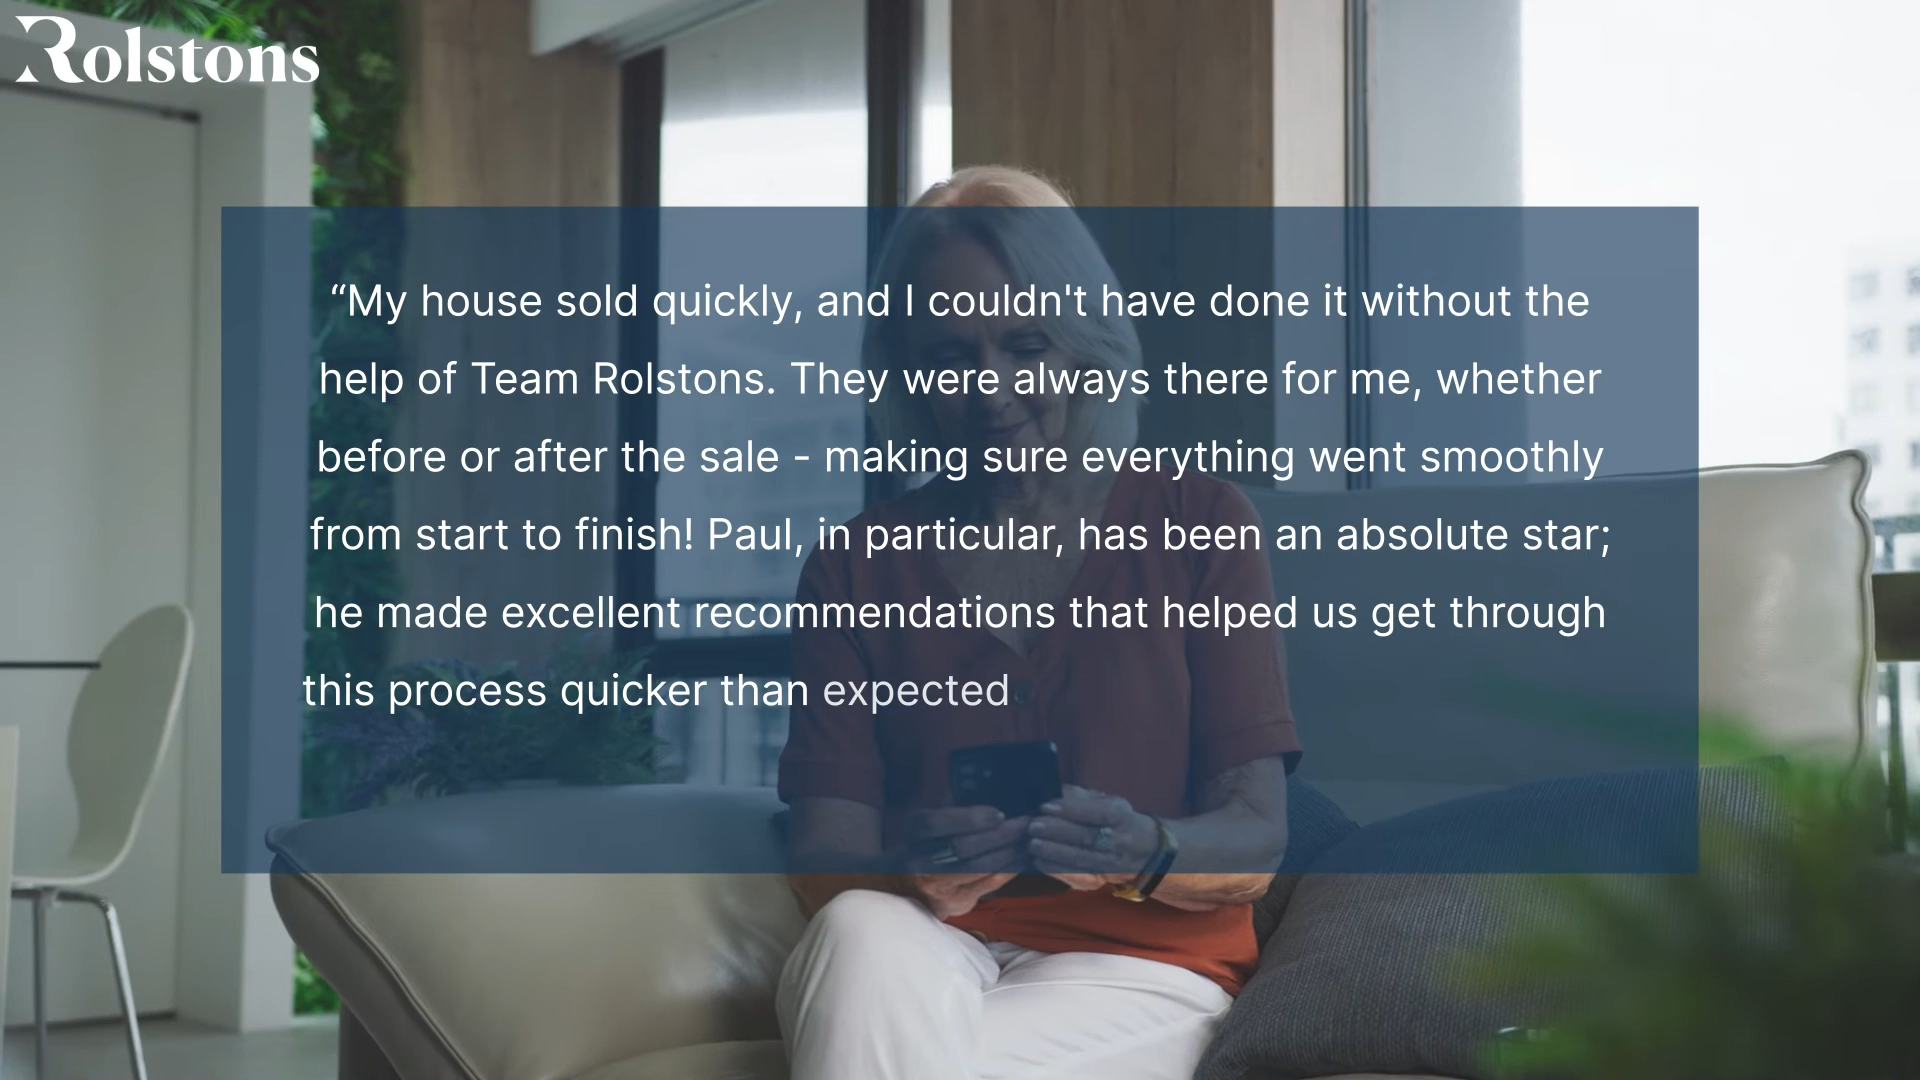 Rolstons
“My house sold quickly, and I couldn't have done it without the
help of Team Rolstons. They were always there for me, whether
before or after the sale - making sure everything went smoothly
from start to finish! Paul, in particular, has been an absolute star;
he made excellent recommendations that helped us get through
this process quicker than expected